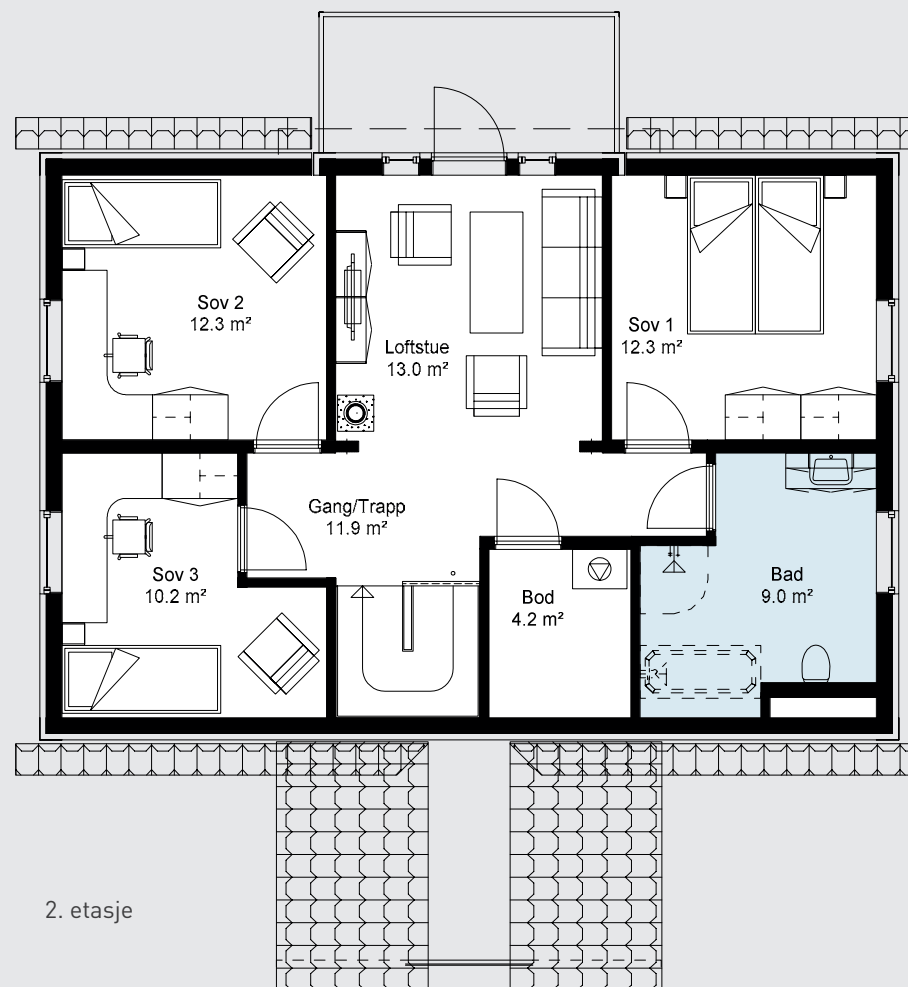 Sov 2
12.3 m²
Loftstue
13.0 m²
Sov 1
12.3 m²
Gang/Trapp
11.9 m²
Sov 3
10.2 m²
Bod
4.2 m²
Bad
9.0 m²
2. etasje